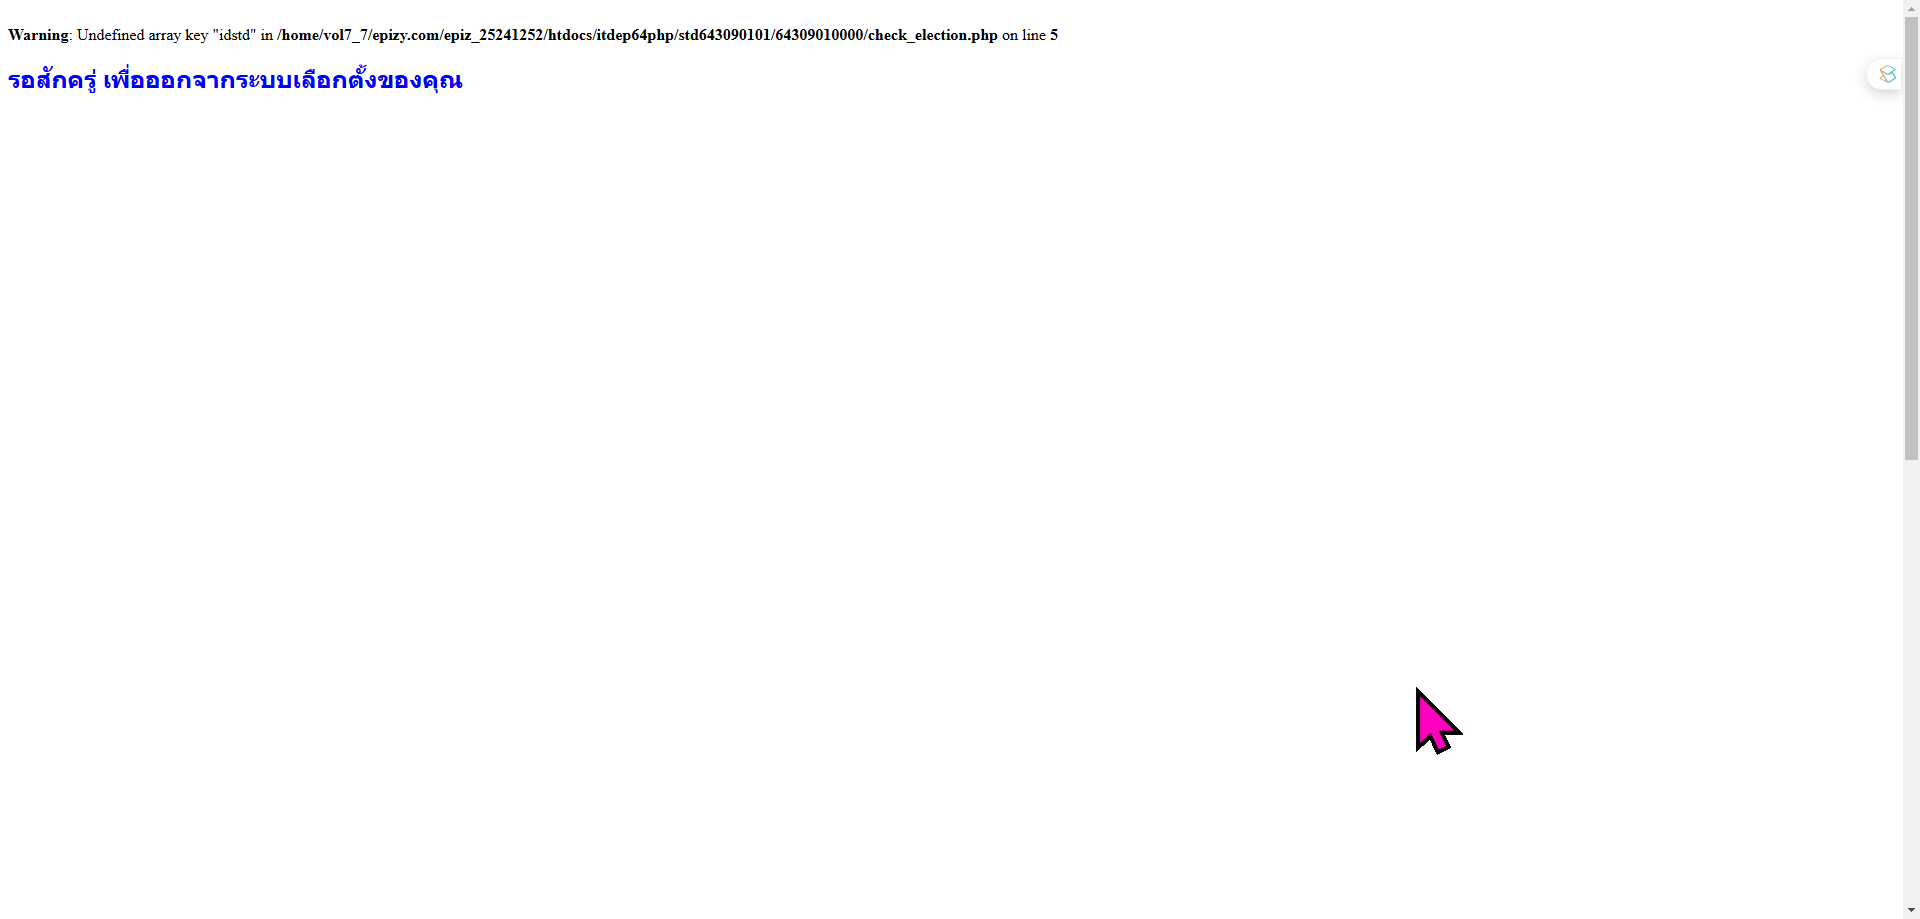 Warning: Undefined array key "idstd" in /home/vol7_7/epizy.com/epiz_25241252/htdocs/itdep64php/std643090101/64309010000/check_election.php on line 5
รอสักครู่ เพื่อออกจากระบบเลือกตั้งของคุณ